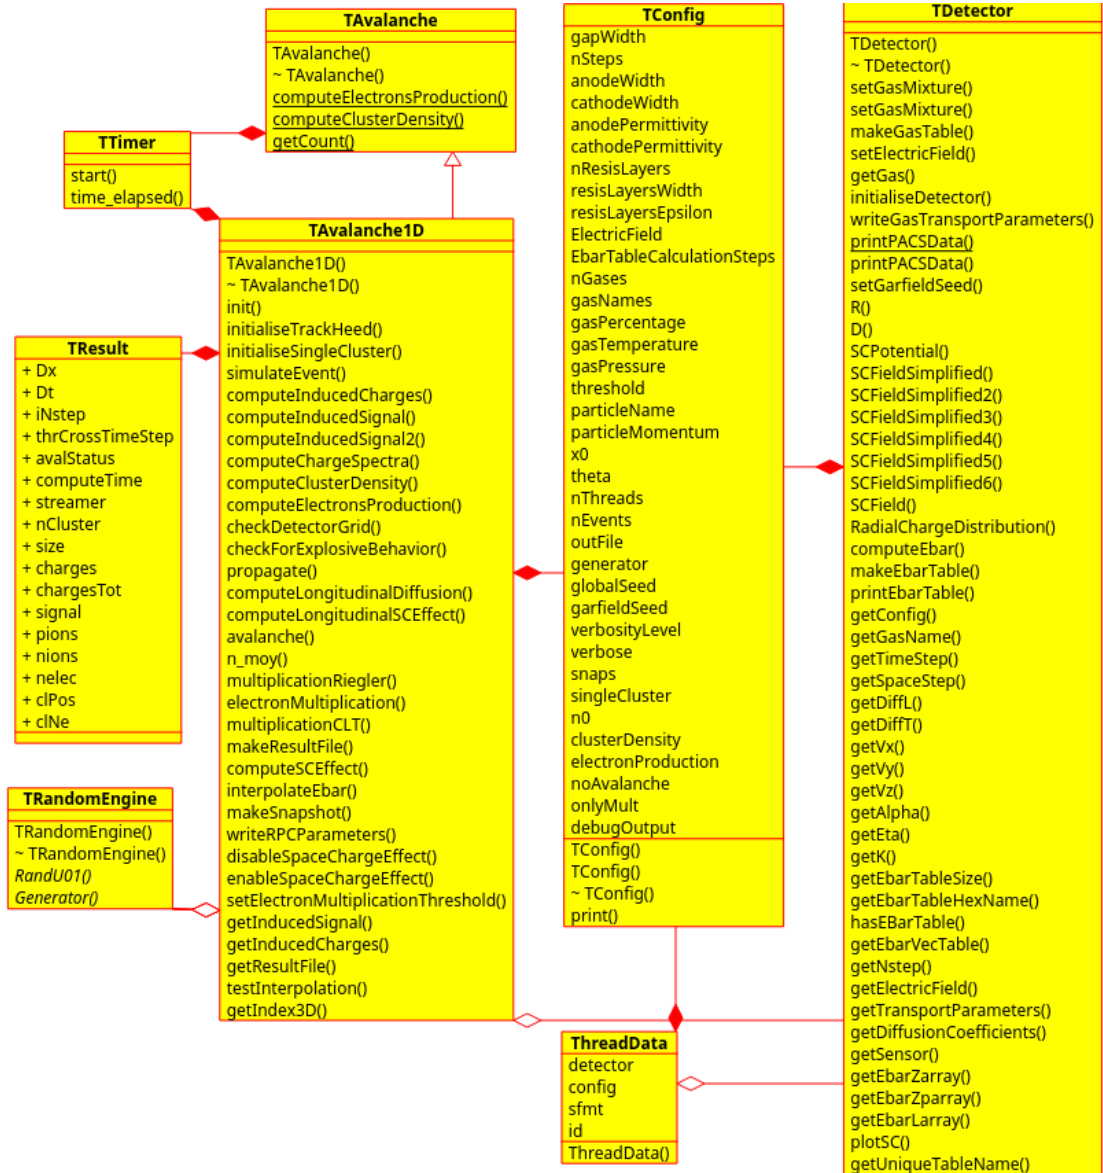 TAvalanche
TAvalanche()
~ TAvalanche()
computeElectronsProduction()
computeClusterDensity()
getCount()
TTimer
start()
time_elapsed()
TAvalanche1D
TAvalanche1D()
~ TAvalanche1D()
init()
initialiseTrackHeed()
initialiseSingleCluster()
simulateEvent()
computeInducedCharges()
computeInducedSignal()
computeInducedSignal2()
computeChargeSpectra()
computeClusterDensity()
computeElectronsProduction()
checkDetectorGrid()
checkForExplosiveBehavior()
propagate()
computeLongitudinalDiffusion()
computeLongitudinalSCEffect()
avalanche()
n_moy()
multiplicationRiegler()
electronMultiplication()
multiplicationCLT()
makeResultFile()
computeSCEffect()
interpolateEbar()
makeSnapshot()
writeRPCParameters()
disableSpaceChargeEffect()
enableSpaceChargeEffect()
setElectronMultiplicationThreshold()
getInducedSignal()
getInducedCharges()
getResultFile()
testInterpolation()
getIndex3D()
TResult
+ Dx
+ Dt
+ iNstep
+ thrCrossTimeStep
+ avalStatus
+ computeTime
+ streamer
+ nCluster
+ size
+ charges
+ chargesTot
+ signal
+ pions
+ nions
+ nelec
+ clPos
+ clNe
TRandomEngine
TRandomEngine()
~ TRandomEngine()
RandU01()
Generator()
TConfig
gapWidth
nSteps
anodeWidth
cathodeWidth
anodePermittivity
cathodePermittivity
nResisLayers
resisLayersWidth
resisLayersEpsilon
ElectricField
EbarTableCalculationSteps
nGases
gasNames
gasPercentage
gasTemperature
gasPressure
threshold
particleName
particleMomentum
x0
theta
nThreads
nEvents
outFile
generator
globalSeed
garfieldSeed
verbosityLevel
verbose
snaps
singleCluster
n0
clusterDensity
electronProduction
noAvalanche
onlyMult
debugOutput
TConfig()
TConfig()
~ TConfig()
print()
ThreadData
detector
config
sfmt
id
ThreadData()
TDetector
TDetector()
~ TDetector()
setGasMixture()
setGasMixture()
makeGasTable()
setElectricField()
getGas()
initialiseDetector()
writeGasTransportParameters()
printPACSData()
printPACSData()
setGarfieldSeed()
R()
D()
SCPotential()
SCFieldSimplified()
SCFieldSimplified2()
SCFieldSimplified3()
SCFieldSimplified4()
SCFieldSimplified5()
SCFieldSimplified6()
SCField()
RadialChargeDistribution()
computeEbar()
makeEbarTable()
printEbarTable()
getConfig()
getGasName()
getTimeStep()
getSpaceStep()
getDiffL()
getDiffT()
getVx()
getVy()
getVz()
getAlpha()
getEta()
getK()
getEbarTableSize()
getEbarTableHexName()
hasEBarTable()
getEbarVecTable()
getNstep()
getElectricField()
getTransportParameters()
getDiffusionCoefficients()
getSensor()
getEbarZarray()
getEbarZparray()
getEbarLarray()
plotSC()
getUniqueTableName()